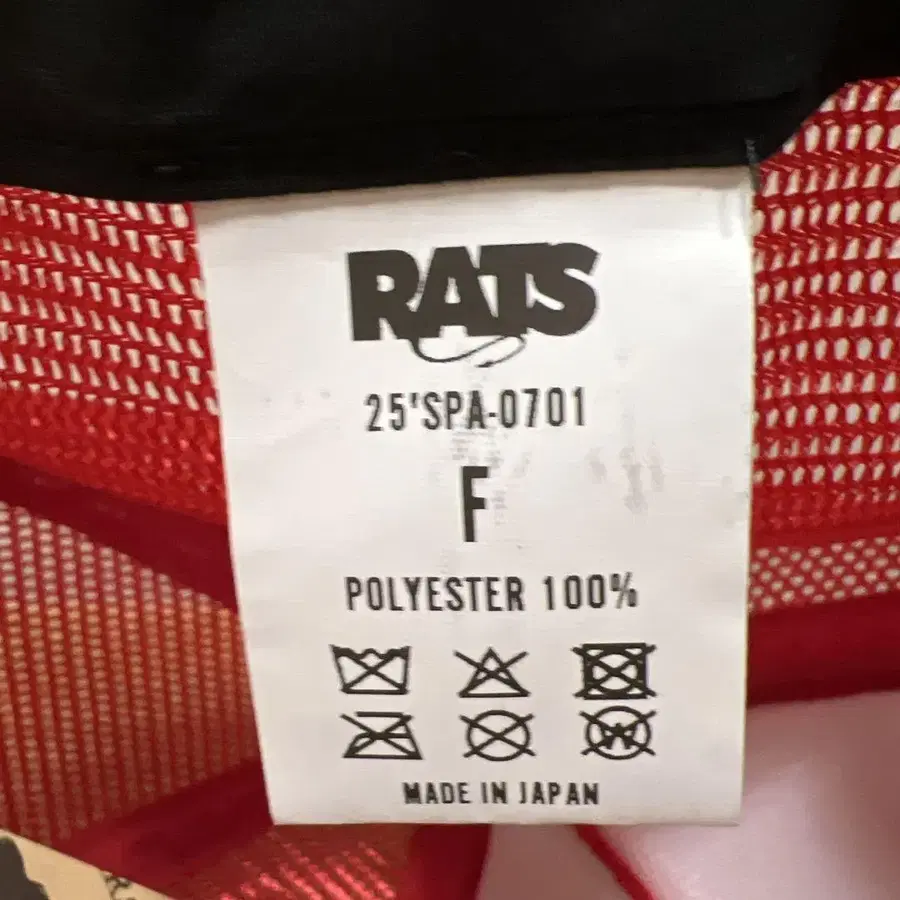 RATS
25'SPA-0701
F
POLYESTER 100%
W
MADE IN JAPAN